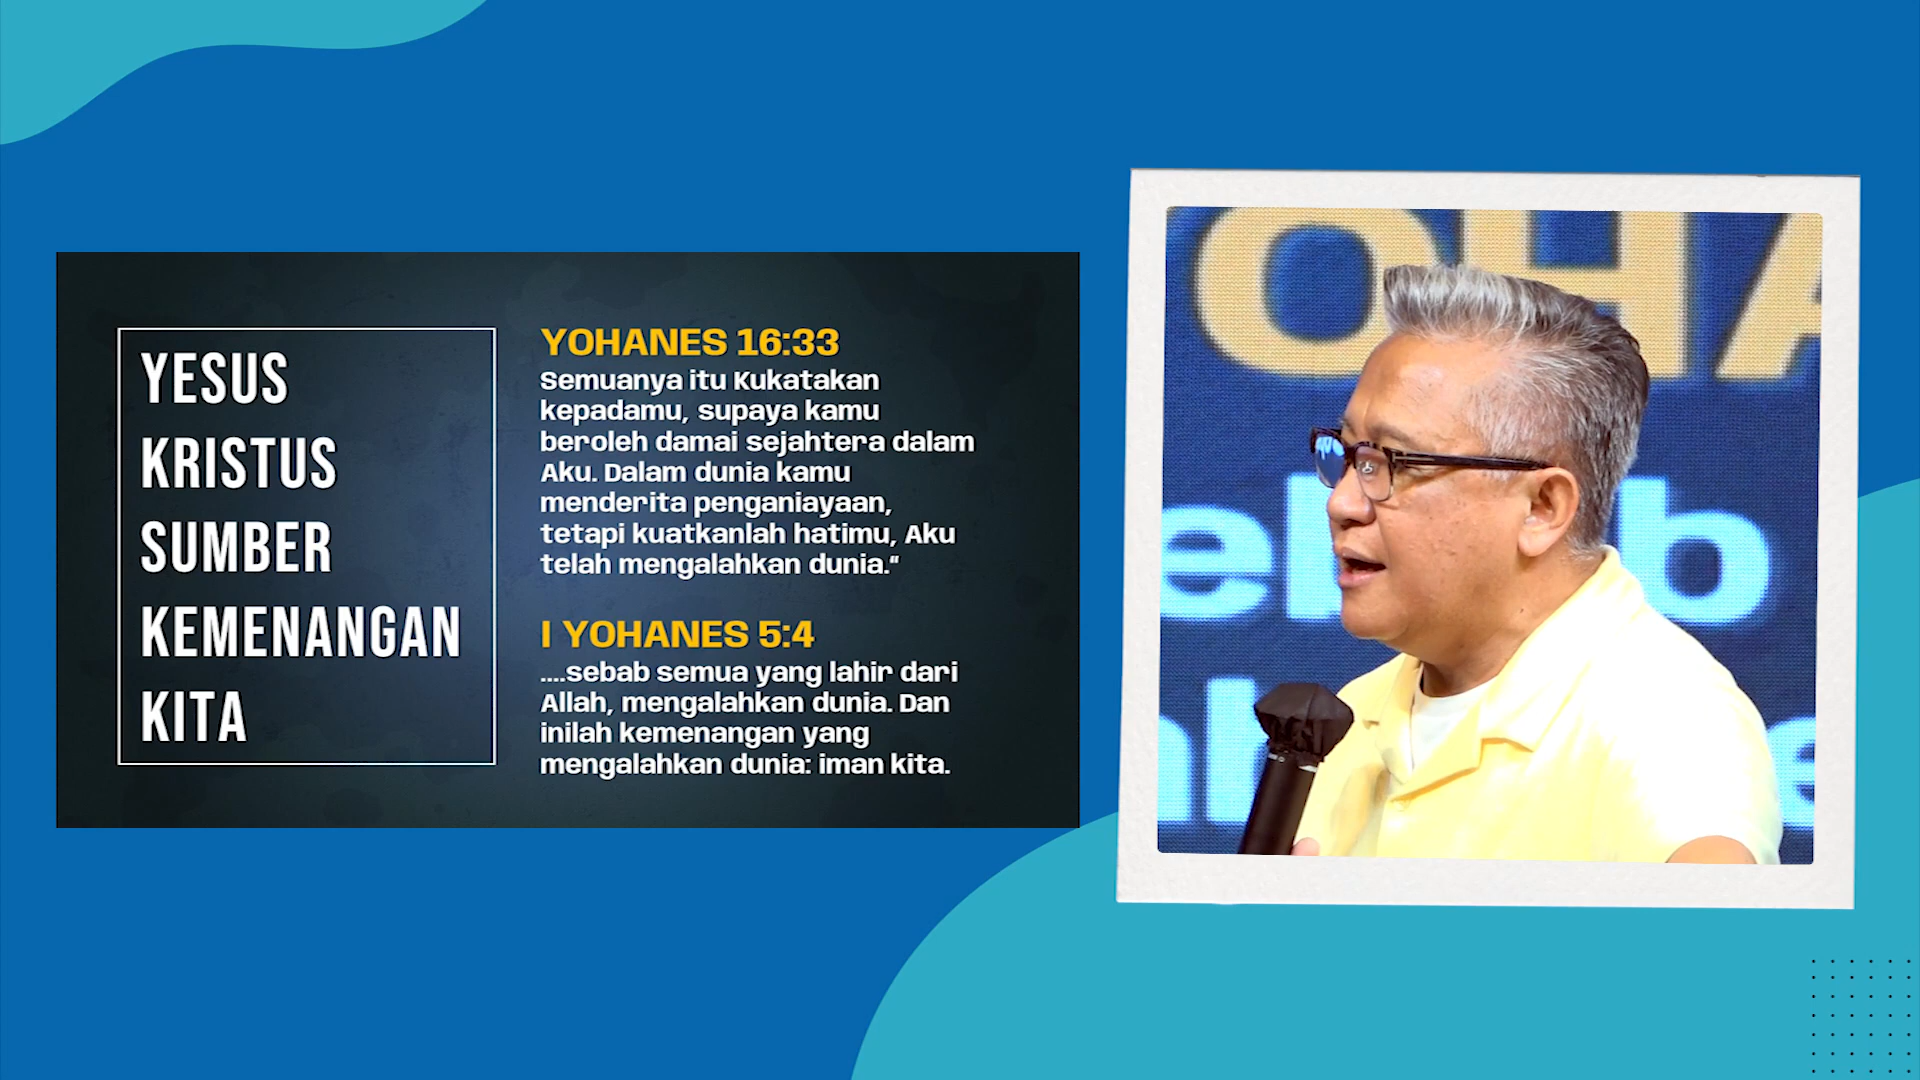 YESUS
KRISTUS
SUMBER
KEMENANGAN
KITA
YOHANES 16:33
Semuanya itu Kukatakan
kepadamu, supaya kamu
beroleh damai sejahtera dalam
Aku. Dalam dunia kamu
menderita penganiayaan,
tetapi kuatkanlah hatimu, Aku
telah mengalahkan dunia.“
I YOHANES 5:4
....sebab semua yang lahir dari
Allah, mengalahkan dunia. Dan
inilah kemenangan yang
mengalahkan dunia: iman kita.
OHA